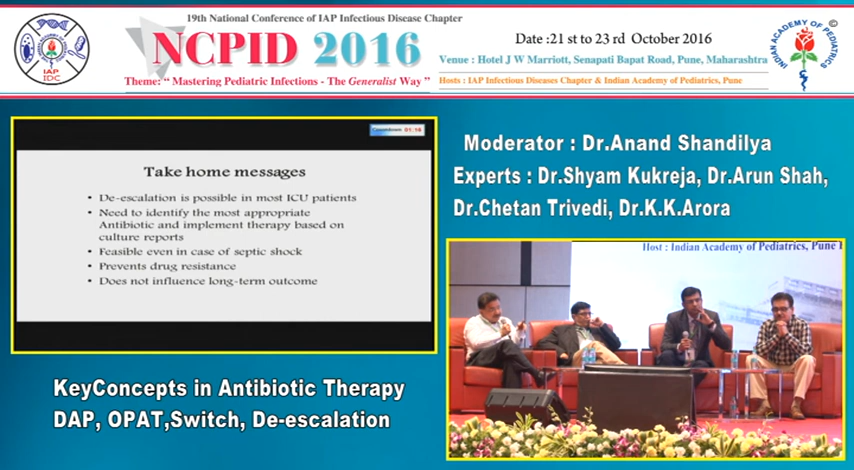 19th National Conference of IAP Infectious Disease Chapter
NCPID 2016
Theme: “ Mastering Pediatric Infections - The Generalist Way ”
IAP
IDC
Date :21 st to 23 rd October 2016
Venue : Hotel J W Marriott, Senapati Bapat Road, Pune, Maharashtra
Hosts : IAP Infectious Diseases Chapter & Indian Academy of Pediatrics, Pune
INDIAN ACADEMY OF PEDIATRICS
©
Countdown 01:16
Take home messages
• De-escalation is possible in most ICU patients
• Need to identify the most appropriate
Antibiotic and implement therapy based on
culture reports
• Feasible even in case of septic shock
• Prevents drug resistance
• Does not influence long-term outcome
Moderator : Dr.Anand Shandilya
Experts : Dr.Shyam Kukreja, Dr.Arun Shah,
Dr.Chetan Trivedi, Dr.K.K.Arora
Host : Indian Academy of Pediatrics, Pune
KeyConcepts in Antibiotic Therapy
DAP, OPAT,Switch, De-escalation